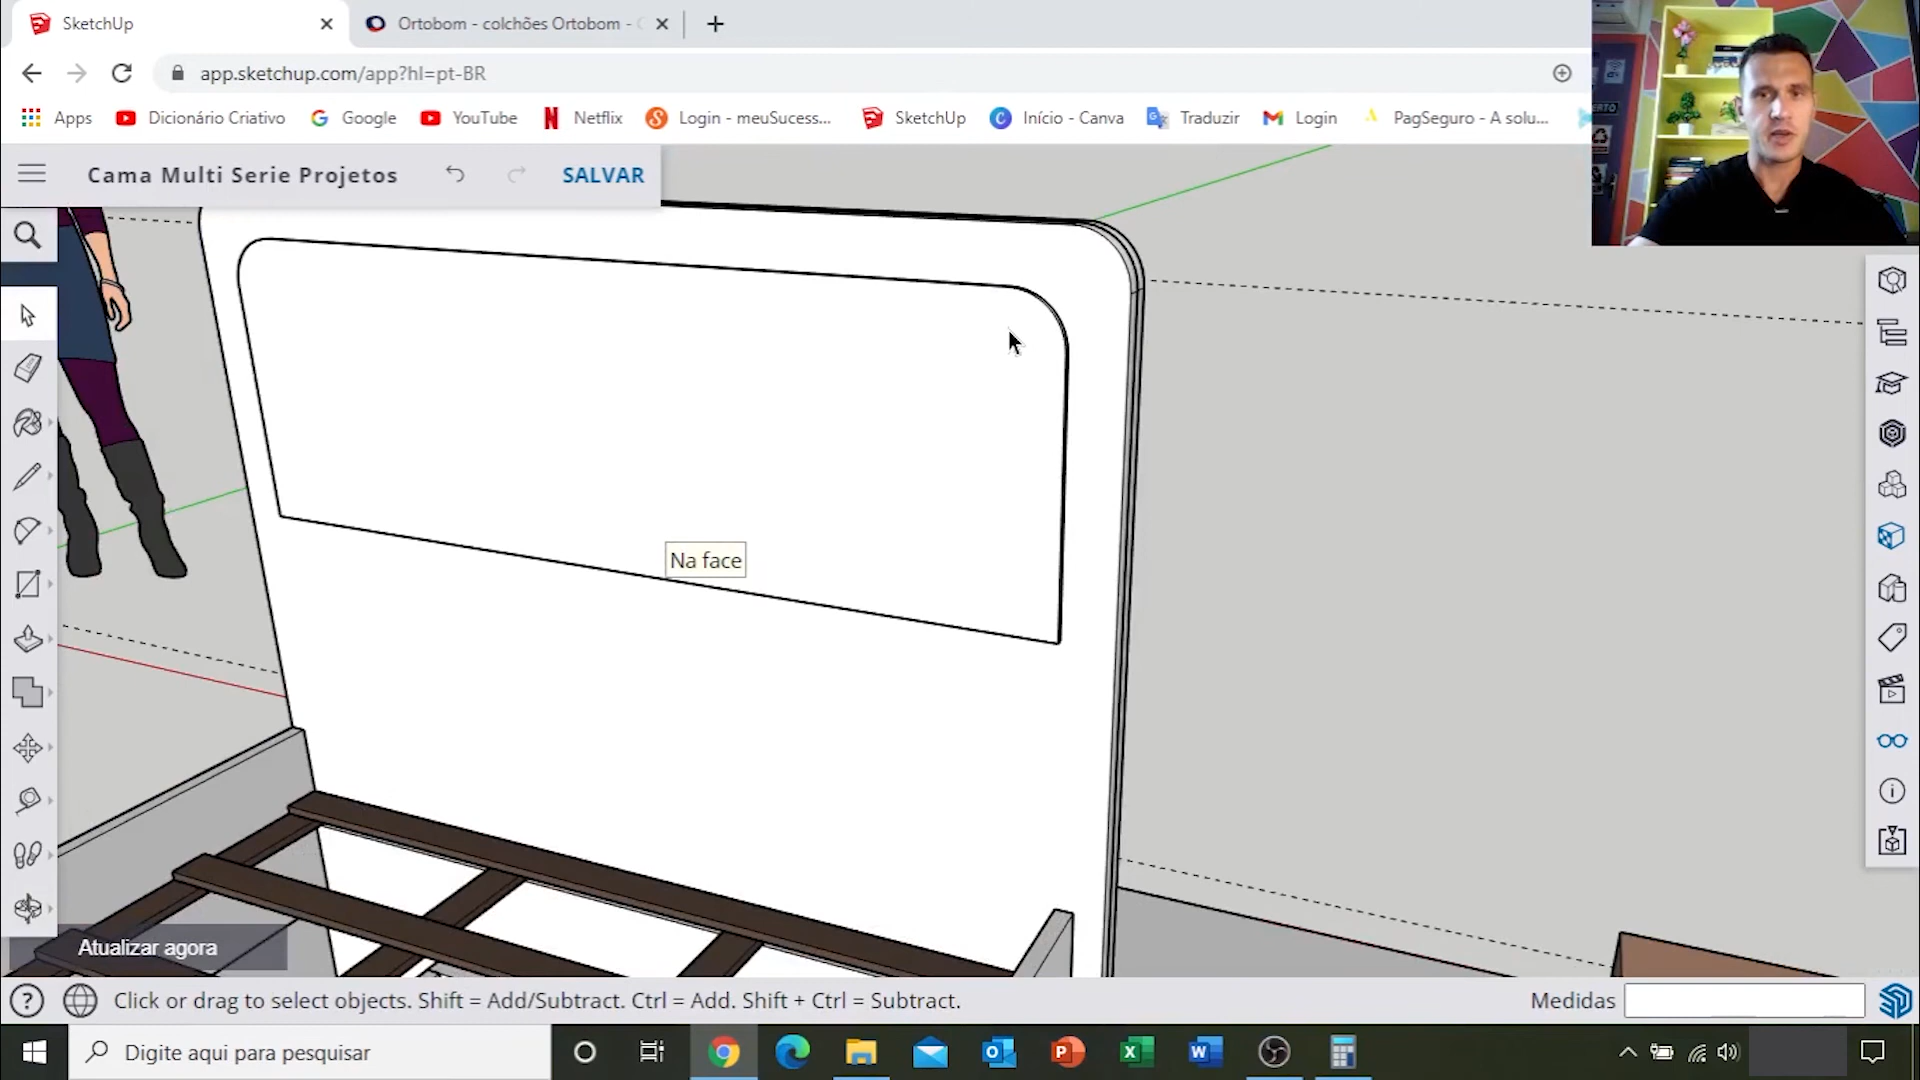 SketchUp
Ortobom - colchões Ortobom -
app.sketchup.com/app?hl=pt-BR
Apps Dicionário Criativo Google YouTube Netflix Login - meuSucess... SketchUp Início - Canva Traduzir Login PagSeguro - A solu...
Cama Multi Serie Projetos SALVAR
Na face
Atualizar agora
Click or drag to select objects. Shift = Add/Subtract. Ctrl = Add. Shift + Ctrl = Subtract. Medidas
Digite aqui para pesquisar